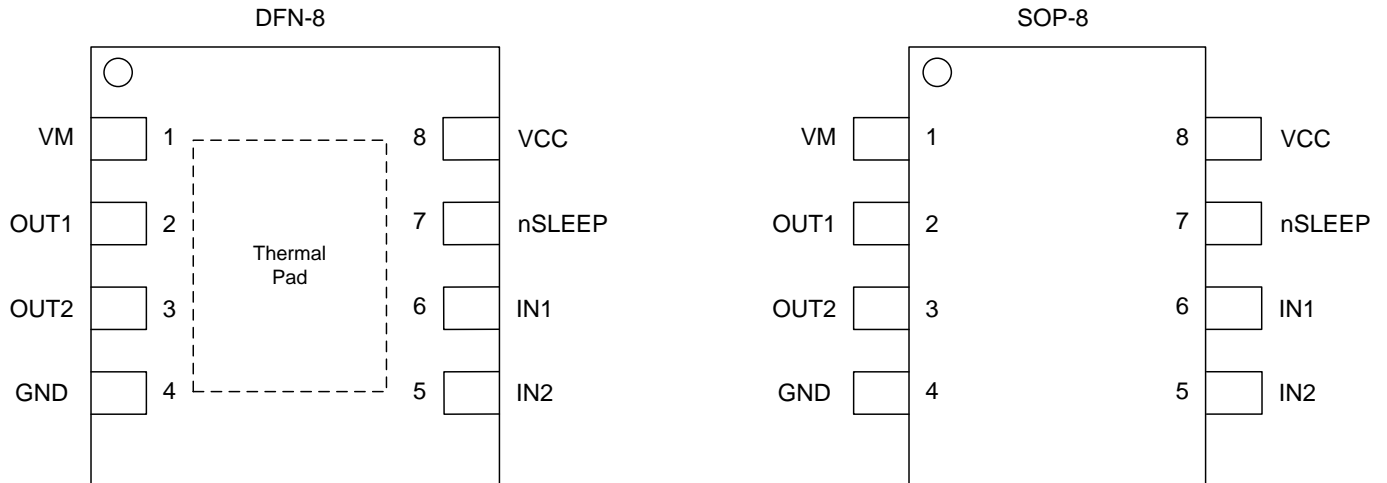 DFN-8
VM 1 8 VCC
OUT1 2 7 nSLEEP
Thermal
Pad
OUT2 3 6 IN1
GND 4 5 IN2
SOP-8
VM 1 8 VCC
OUT1 2 7 nSLEEP
OUT2 3 6 IN1
GND 4 5 IN2